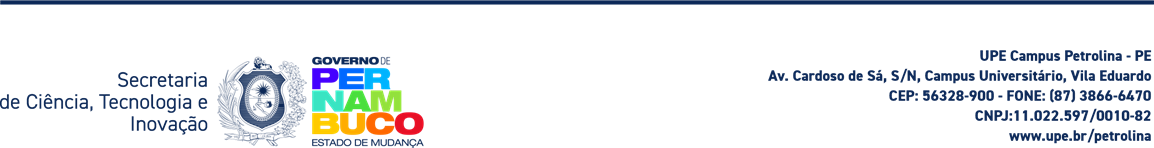 Secretaria
de Ciência, Tecnologia e
Inovação
GOVERNO DE
PER
NAM
BUCO
ESTADO DE MUDANÇA
UPE Campus Petrolina - PE
Av. Cardoso de Sá, S/N, Campus Universitário, Vila Eduardo
CEP: 56328-900 - FONE: (87) 3866-6470
CNPJ:11.022.597/0010-82
www.upe.br/petrolina